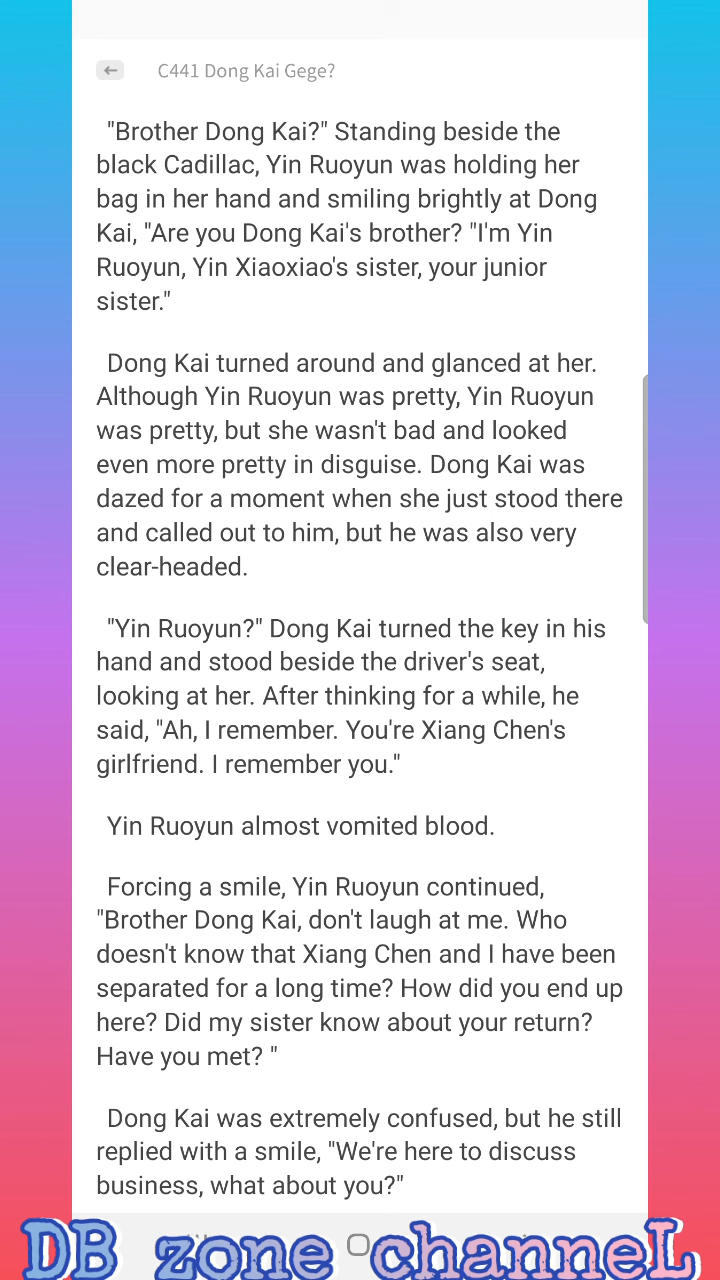 C441 Dong Kai Gege?
"Brother Dong Kai?" Standing beside the
black Cadillac, Yin Ruoyun was holding her
bag in her hand and smiling brightly at Dong
Kai, "Are you Dong Kai's brother? "I'm Yin
Ruoyun, Yin Xiaoxiao's sister, your junior
sister."
Dong Kai turned around and glanced at her.
Although Yin Ruoyun was pretty, Yin Ruoyun
was pretty, but she wasn't bad and looked
even more pretty in disguise. Dong Kai was
dazed for a moment when she just stood there
and called out to him, but he was also very
clear-headed.
"Yin Ruoyun?" Dong Kai turned the key in his
hand and stood beside the driver's seat,
looking at her. After thinking for a while, he
said, "Ah, I remember. You're Xiang Chen's
girlfriend. I remember you."
Yin Ruoyun almost vomited blood.
Forcing a smile, Yin Ruoyun continued,
"Brother Dong Kai, don't laugh at me. Who
doesn't know that Xiang Chen and I have been
separated for a long time? How did you end up
here? Did my sister know about your return?
Have you met? "
Dong Kai was extremely confused, but he still
replied with a smile, "We're here to discuss
business, what about you?"
DB zone channeL